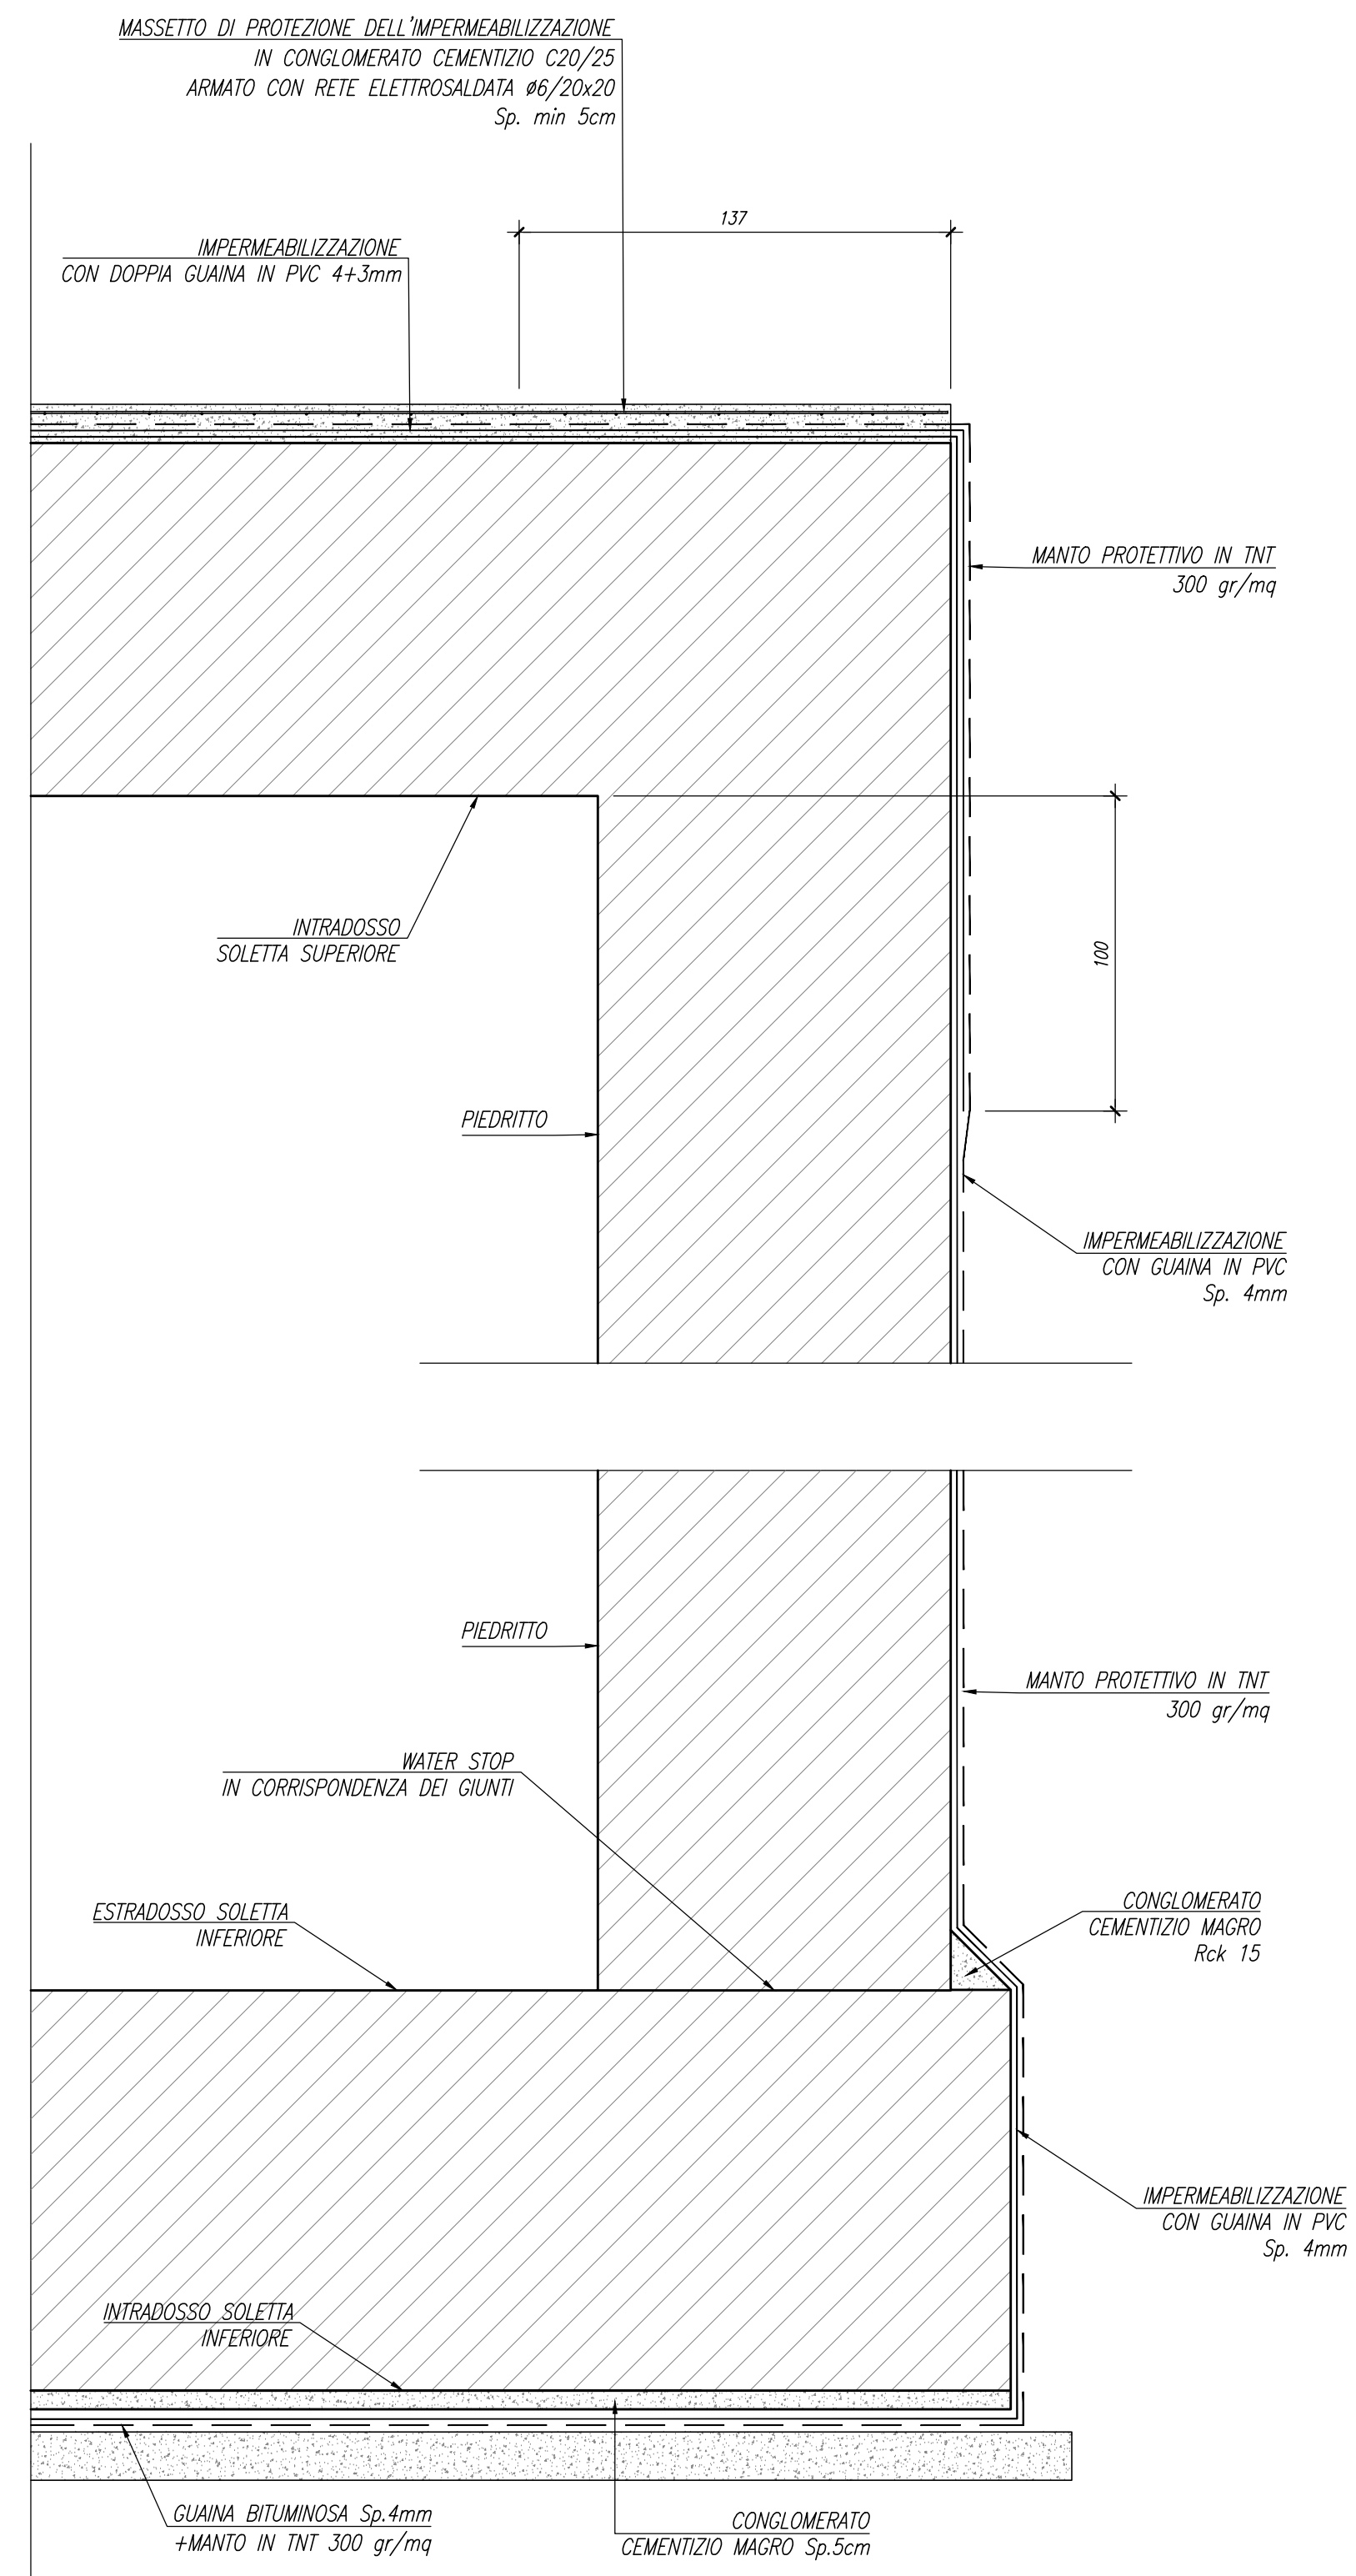 MASSETTO DI PROTEZIONE DELL'IMPERMEABILIZZAZIONE
IN CONGLOMERATO CEMENTIZIO C20/25
ARMATO CON RETE ELETTROSALDATA ø6/20x20
Sp. min 5cm
137
IMPERMEABILIZZAZIONE
CON DOPPIA GUAINA IN PVC 4+3mm
MANTO PROTETTIVO IN TNT
300 gr/mq
INTRADOSSO
SOLETTA SUPERIORE
100
PIEDRITTO
IMPERMEABILIZZAZIONE
CON GUAINA IN PVC
Sp. 4mm
PIEDRITTO
MANTO PROTETTIVO IN TNT
300 gr/mq
WATER STOP
IN CORRISPONDENZA DEI GIUNTI
ESTRADOSSO SOLETTA
INFERIORE
CONGLOMERATO
CEMENTIZIO MAGRO
Rck 15
IMPERMEABILIZZAZIONE
CON GUAINA IN PVC
Sp. 4mm
INTRADOSSO SOLETTA
INFERIORE
GUAINA BITUMINOSA Sp.4mm
+MANTO IN TNT 300 gr/mq
CONGLOMERATO
CEMENTIZIO MAGRO Sp.5cm